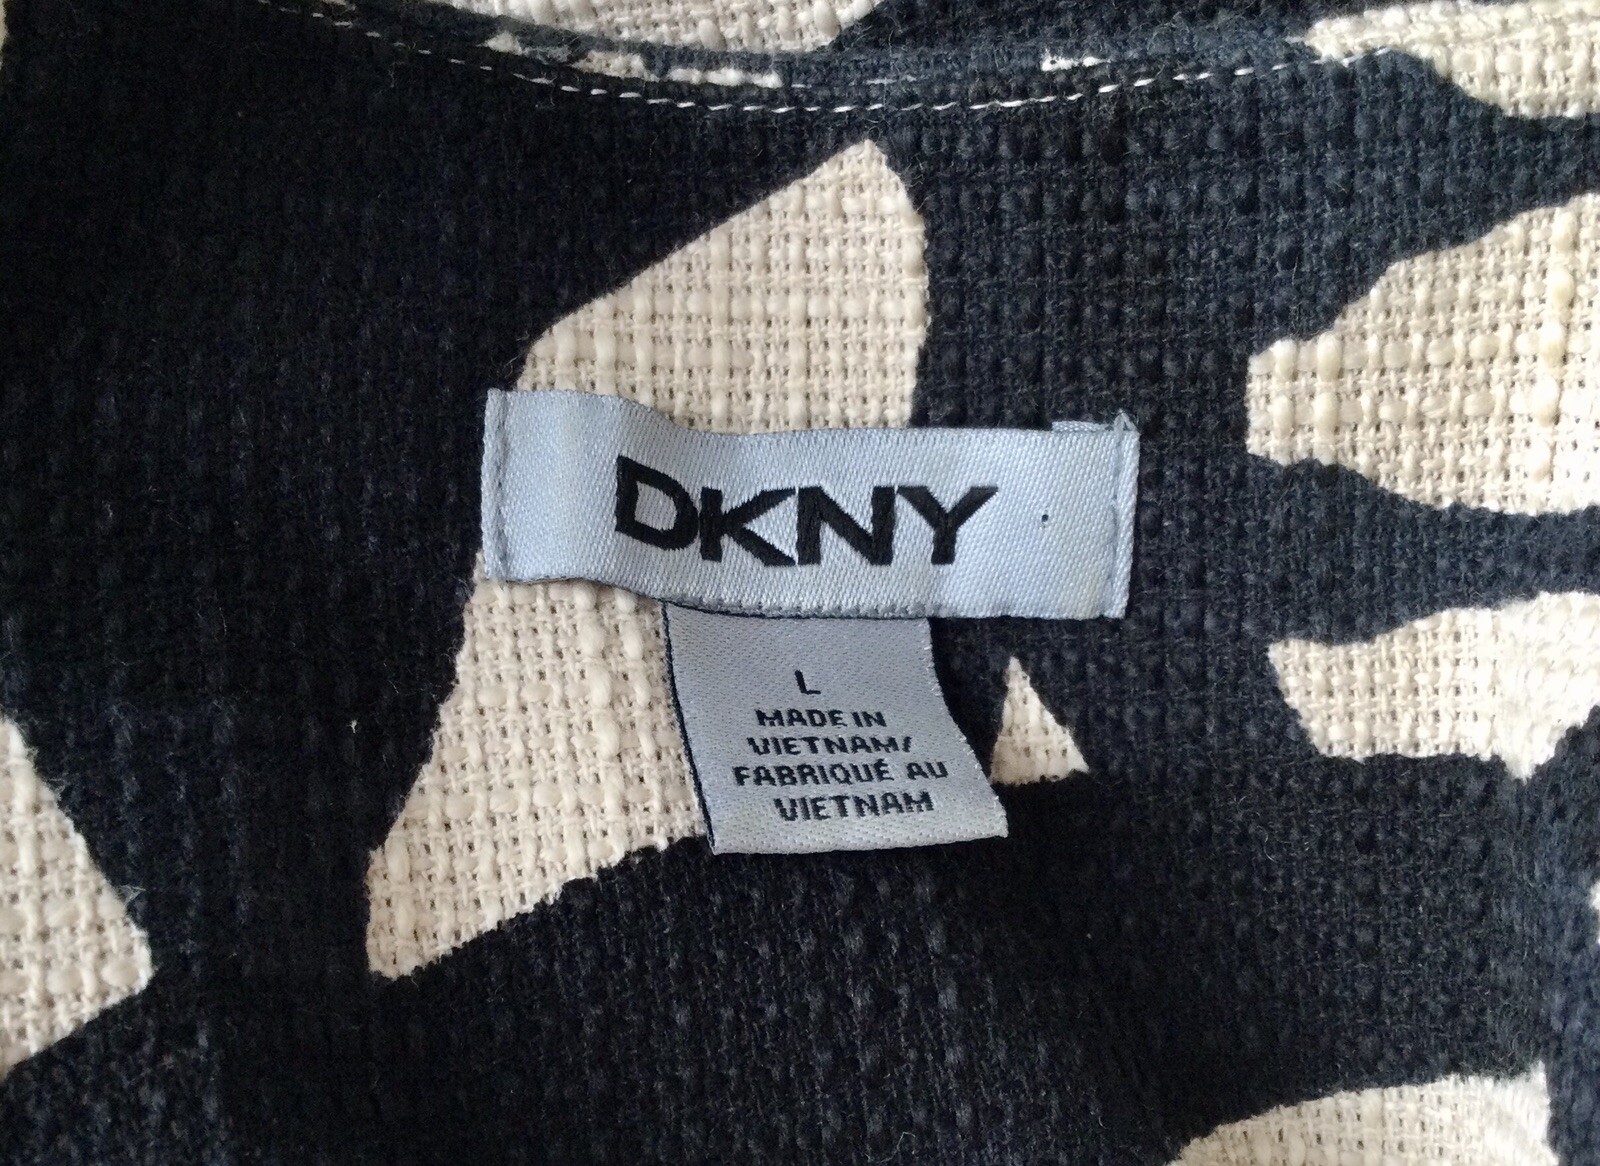 DKNY
L
MADE IN
VIETNAM/
FABRIQUÉ AU
VIETNAM